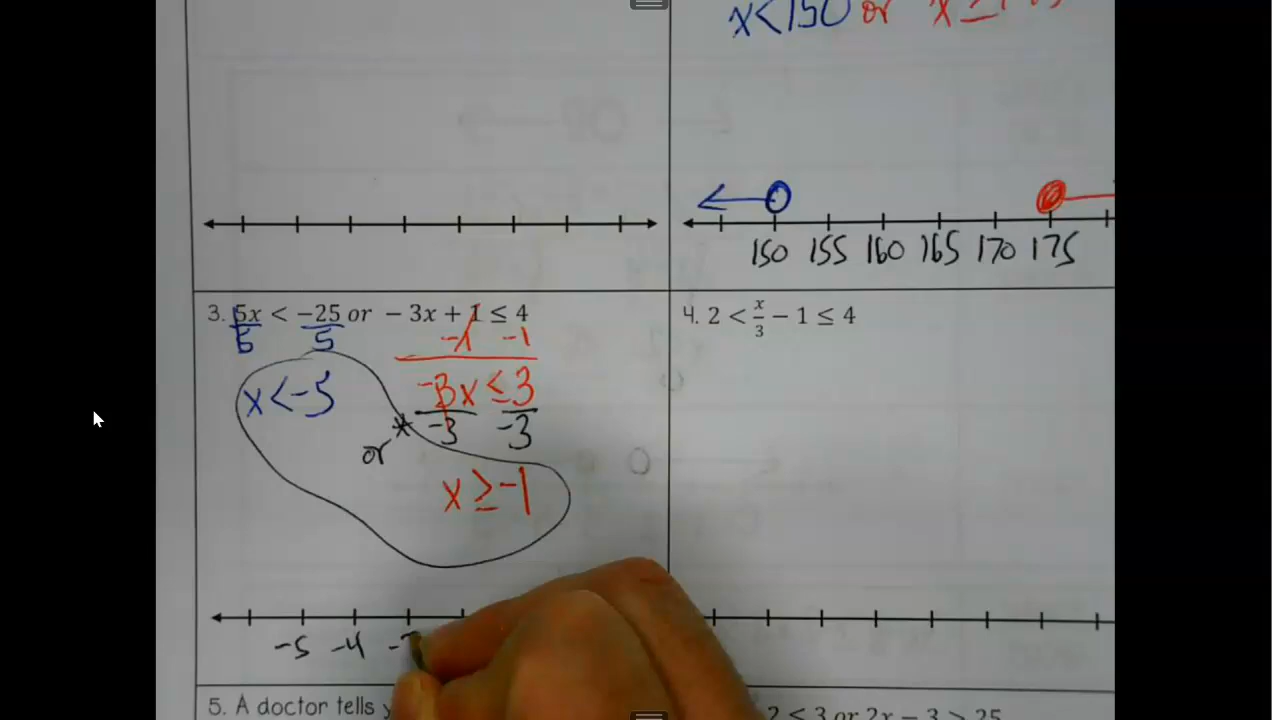 x < 150 or x ≥
150 155 160 165 170 175
3. 5x < −25 or − 3x + 1 ≤ 4
5 5 -1 -1
x < -5
-3x ≤ 3
* -3 -3
or
x ≥ -1
-5 -4
4. 2 < x/3 − 1 ≤ 4
5. A doctor tells
2 ≤ 3 or 2x − 3 > 25